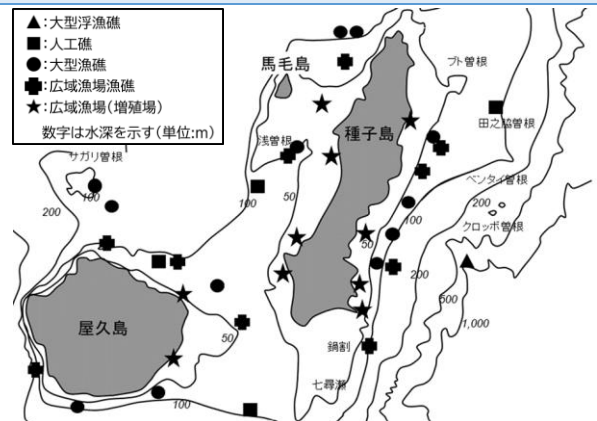 ▲:大型浮漁礁
■:人工礁
●:大型漁礁
✚:広域漁場漁礁
★:広域漁場(増殖場)
数字は水深を示す(単位:m)
馬毛島
ブト曽根
種子島
田之脇曽根
浅曽根
サガリ曽根
50
100
ベンタイ曽根
100
200
200
100
クロッポ曽根
50
200
500
1,000
屋久島
50
鍋割
七尋瀬
100